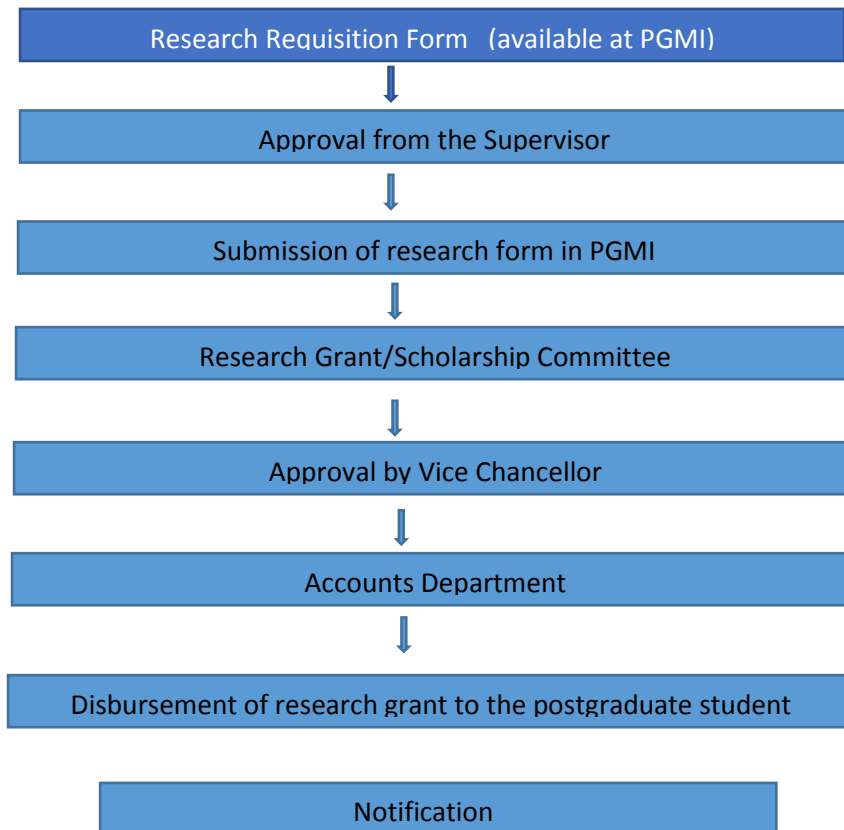 Research Requisition Form (available at PGMI)
Approval from the Supervisor
Submission of research form in PGMI
Research Grant/Scholarship Committee
Approval by Vice Chancellor
Accounts Department
Disbursement of research grant to the postgraduate student
Notification